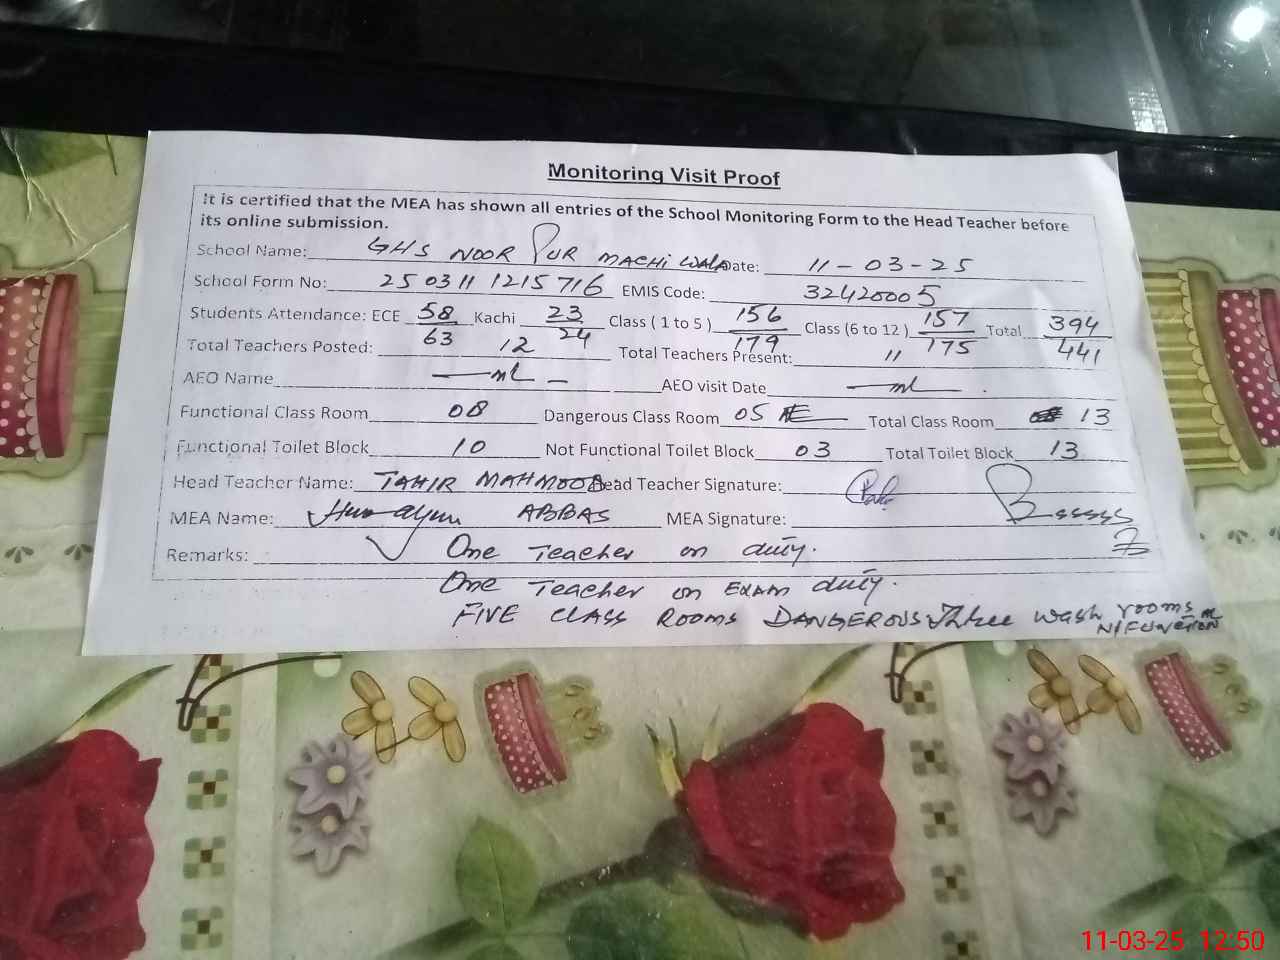 Monitoring Visit Proof
It is certified that the MEA has shown all entries of the School Monitoring Form to the Head Teacher before
its online submission.
School Name: GHS NOOR PUR MACHI WALA Date: 11-03-25
School Form No: 25 03 11 1215 716 EMIS Code: 32420005
Students Attendance: ECE 58/63 Kachi 23/24 Class ( 1 to 5 ) 156/179 Class (6 to 12 ) 157/175 Total 394/441
Total Teachers Posted: 12 Total Teachers Present: 11
AEO Name — nil — AEO visit Date — nil —
Functional Class Room 08 Dangerous Class Room 05 Total Class Room 13
Functional Toilet Block 10 Not Functional Toilet Block 03 Total Toilet Block 13
Head Teacher Name: TAHIR MAHMOOD Head Teacher Signature:
MEA Name: Humayun ABBAS MEA Signature:
Remarks: One Teacher on duty.
One Teacher on EXAM duty.
FIVE CLASS ROOMS DANGEROUS Three wash rooms
N/FUNCTION
11-03-25 12:50